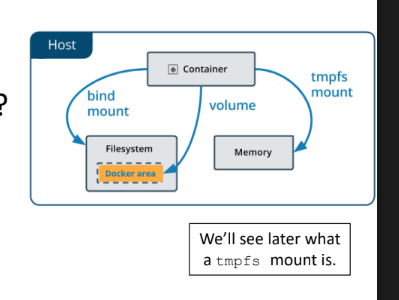 Host
Container
?
bind
mount
volume
tmpfs
mount
Filesystem
Docker area
Memory
We'll see later what
a tmpfs mount is.